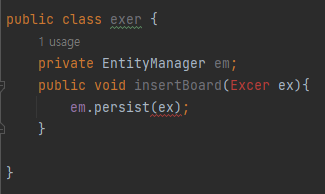 public class exer {
1 usage
private EntityManager em;
public void insertBoard(Excer ex){
em.persist(ex);
}
}